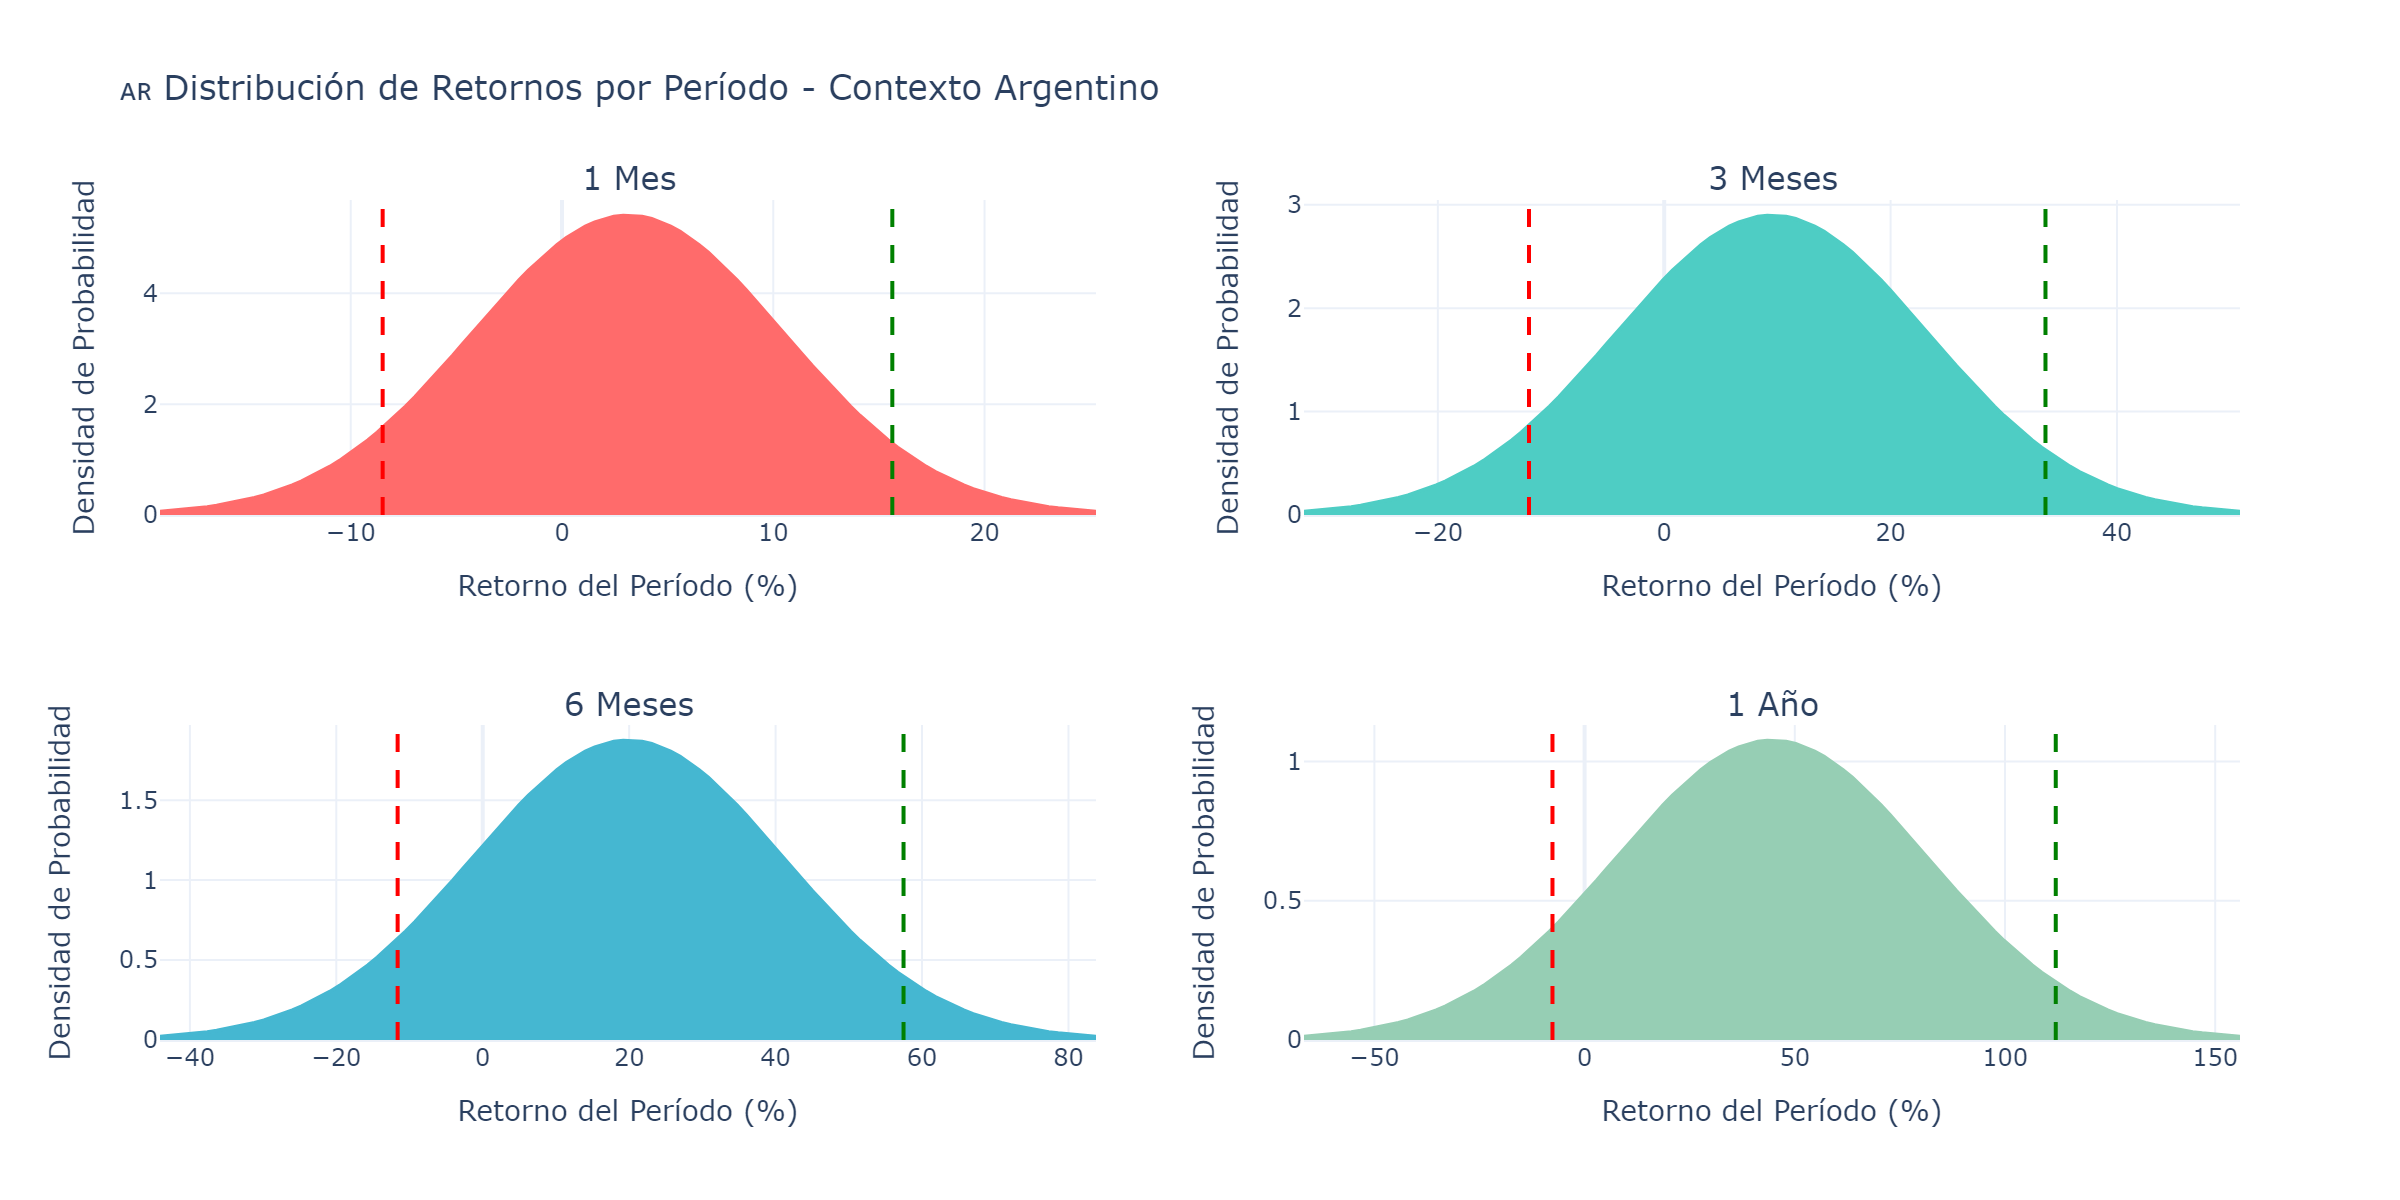 AR Distribución de Retornos por Período - Contexto Argentino
1 Mes
Densidad de Probabilidad
4
2
0
−10 0 10 20
Retorno del Período (%)
3 Meses
Densidad de Probabilidad
3
2
1
0
−20 0 20 40
Retorno del Período (%)
6 Meses
Densidad de Probabilidad
1.5
1
0.5
0
−40 −20 0 20 40 60 80
Retorno del Período (%)
1 Año
Densidad de Probabilidad
1
0.5
0
−50 0 50 100 150
Retorno del Período (%)